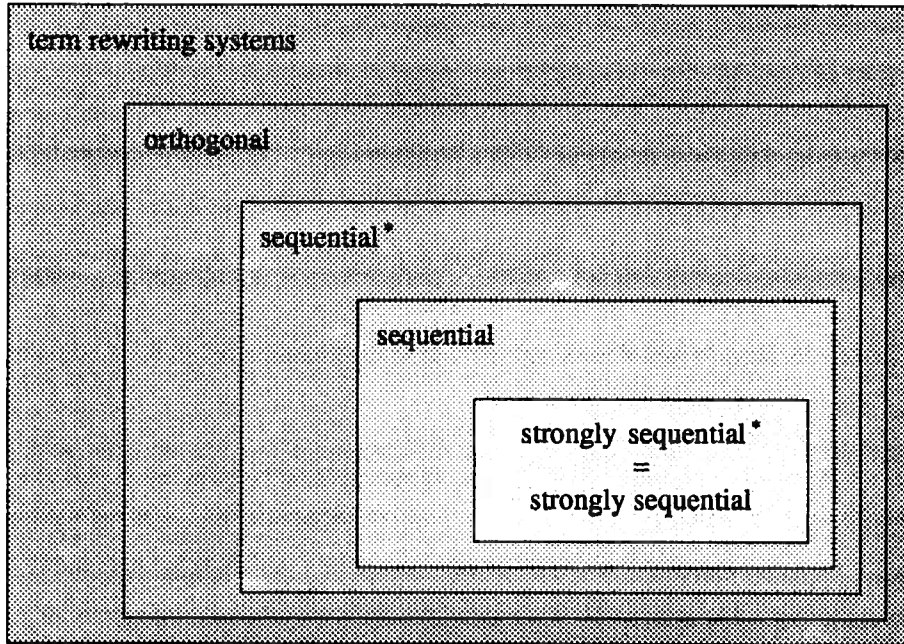 term rewriting systems
orthogonal
sequential*
sequential
strongly sequential*
=
strongly sequential